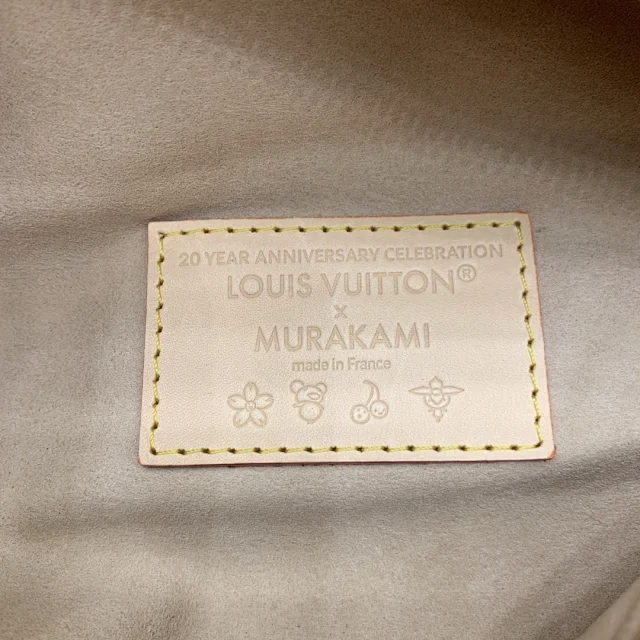 20 YEAR ANNIVERSARY CELEBRATION
LOUIS VUITTON®
x
MURAKAMI
made in France